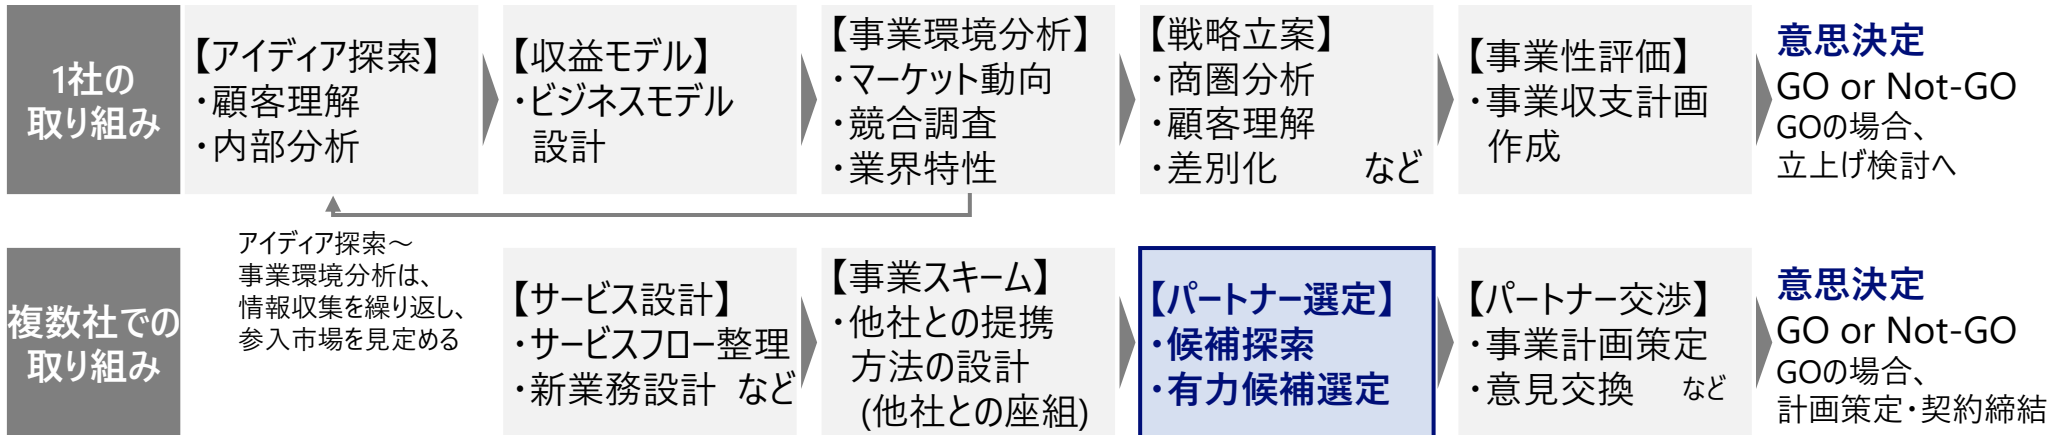 1社の
取り組み
【アイディア探索】
・顧客理解
・内部分析
【収益モデル】
・ビジネスモデル
設計
【事業環境分析】
・マーケット動向
・競合調査
・業界特性
【戦略立案】
・商圏分析
・顧客理解
・差別化 など
【事業性評価】
・事業収支計画
作成
意思決定
GO or Not-GO
GOの場合、
立上げ検討へ
アイディア探索～
事業環境分析は、
情報収集を繰り返し、
参入市場を見定める
複数社での
取り組み
【サービス設計】
・サービスフロー整理
・新業務設計 など
【事業スキーム】
・他社との提携
方法の設計
(他社との座組)
【パートナー選定】
・候補探索
・有力候補選定
【パートナー交渉】
・事業計画策定
・意見交換 など
意思決定
GO or Not-GO
GOの場合、
計画策定・契約締結